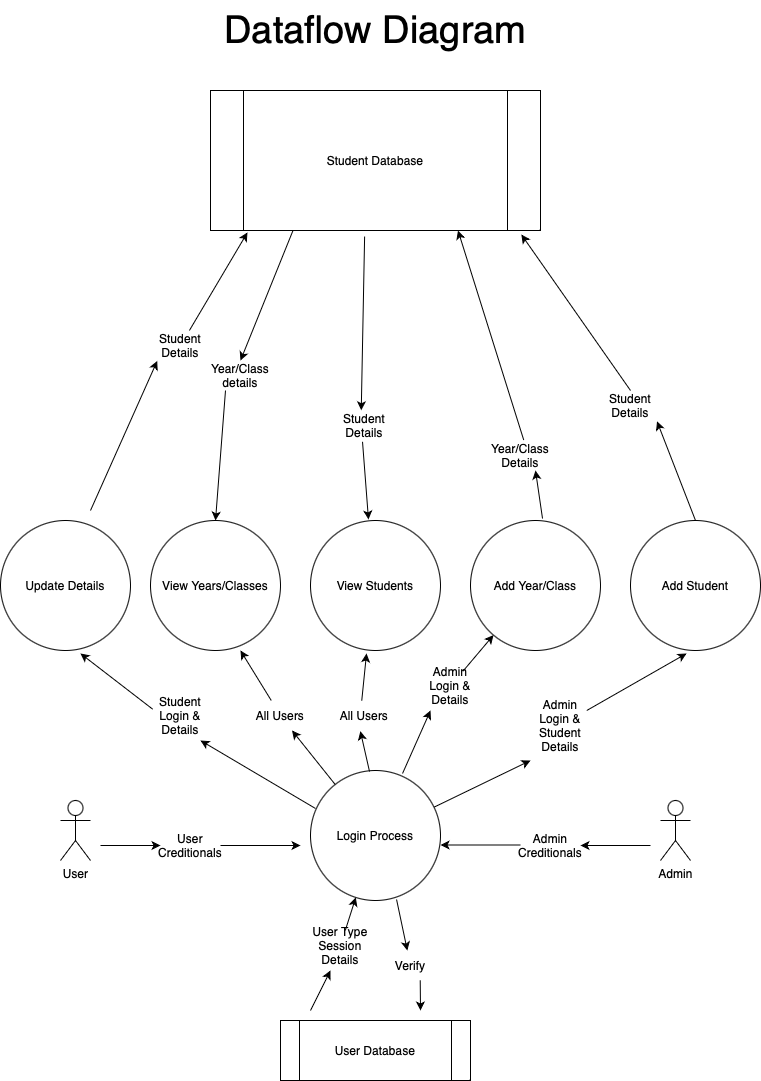 Dataflow Diagram
Student Database
Student
Details
Year/Class
details
Student
Details
Student
Details
Year/Class
Details
Update Details
View Years/Classes
View Students
Add Year/Class
Add Student
Admin
Login &
Details
Student
Login &
Details
All Users
All Users
Admin
Login &
Student
Details
Login Process
User
Creditionals
Admin
Creditionals
User
Admin
User Type
Session
Details
Verify
User Database